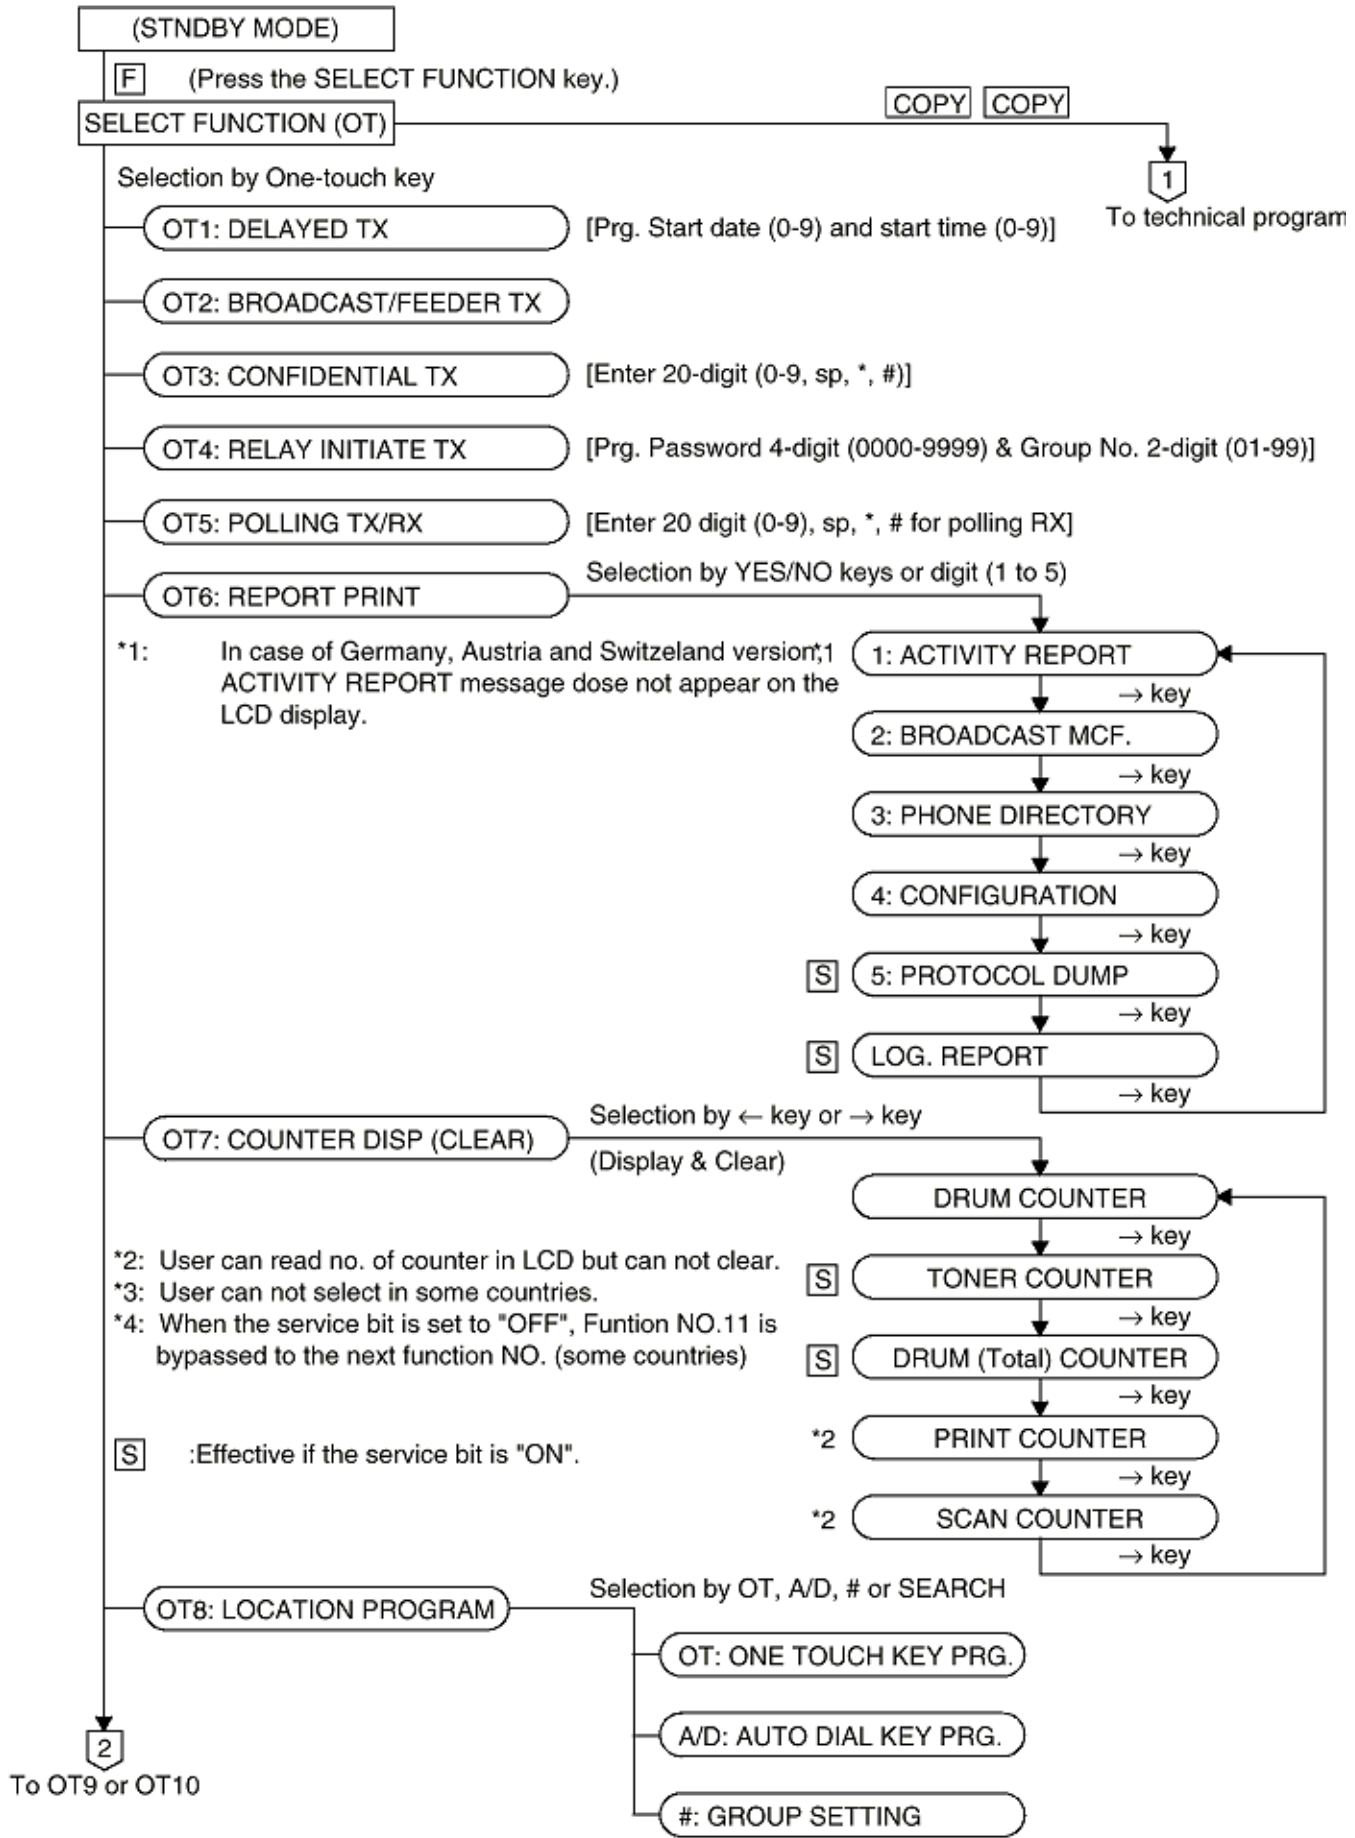 (STNDBY MODE)
F (Press the SELECT FUNCTION key.)
COPY COPY
SELECT FUNCTION (OT)
1
To technical program
Selection by One-touch key
OT1: DELAYED TX [Prg. Start date (0-9) and start time (0-9)]
OT2: BROADCAST/FEEDER TX
OT3: CONFIDENTIAL TX [Enter 20-digit (0-9, sp, *, #)]
OT4: RELAY INITIATE TX [Prg. Password 4-digit (0000-9999) & Group No. 2-digit (01-99)]
OT5: POLLING TX/RX [Enter 20 digit (0-9), sp, *, # for polling RX]
Selection by YES/NO keys or digit (1 to 5)
OT6: REPORT PRINT
*1: In case of Germany, Austria and Switzeland version,
ACTIVITY REPORT message dose not appear on the
LCD display.
*1 1: ACTIVITY REPORT
→ key
2: BROADCAST MCF.
→ key
3: PHONE DIRECTORY
→ key
4: CONFIGURATION
→ key
S 5: PROTOCOL DUMP
→ key
S LOG. REPORT
→ key
Selection by ← key or → key
OT7: COUNTER DISP (CLEAR)
(Display & Clear)
DRUM COUNTER
→ key
*2: User can read no. of counter in LCD but can not clear.
*3: User can not select in some countries.
*4: When the service bit is set to "OFF", Funtion NO.11 is
bypassed to the next function NO. (some countries)
S TONER COUNTER
→ key
S DRUM (Total) COUNTER
→ key
*2 PRINT COUNTER
→ key
S :Effective if the service bit is "ON".
*2 SCAN COUNTER
→ key
Selection by OT, A/D, # or SEARCH
OT8: LOCATION PROGRAM
OT: ONE TOUCH KEY PRG.
A/D: AUTO DIAL KEY PRG.
#: GROUP SETTING
2
To OT9 or OT10